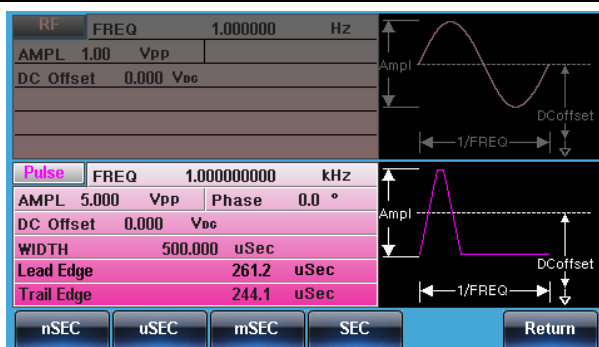 RF FREQ 1.000000 Hz
AMPL 1.00 Vpp
DC Offset 0.000 VDC
Ampl
DCoffset
1/FREQ
Pulse FREQ 1.000000000 kHz
AMPL 5.000 Vpp Phase 0.0 °
DC Offset 0.000 VDC
WIDTH 500.000 uSec
Lead Edge 261.2 uSec
Trail Edge 244.1 uSec
Ampl
DCoffset
1/FREQ
nSEC uSEC mSEC SEC Return